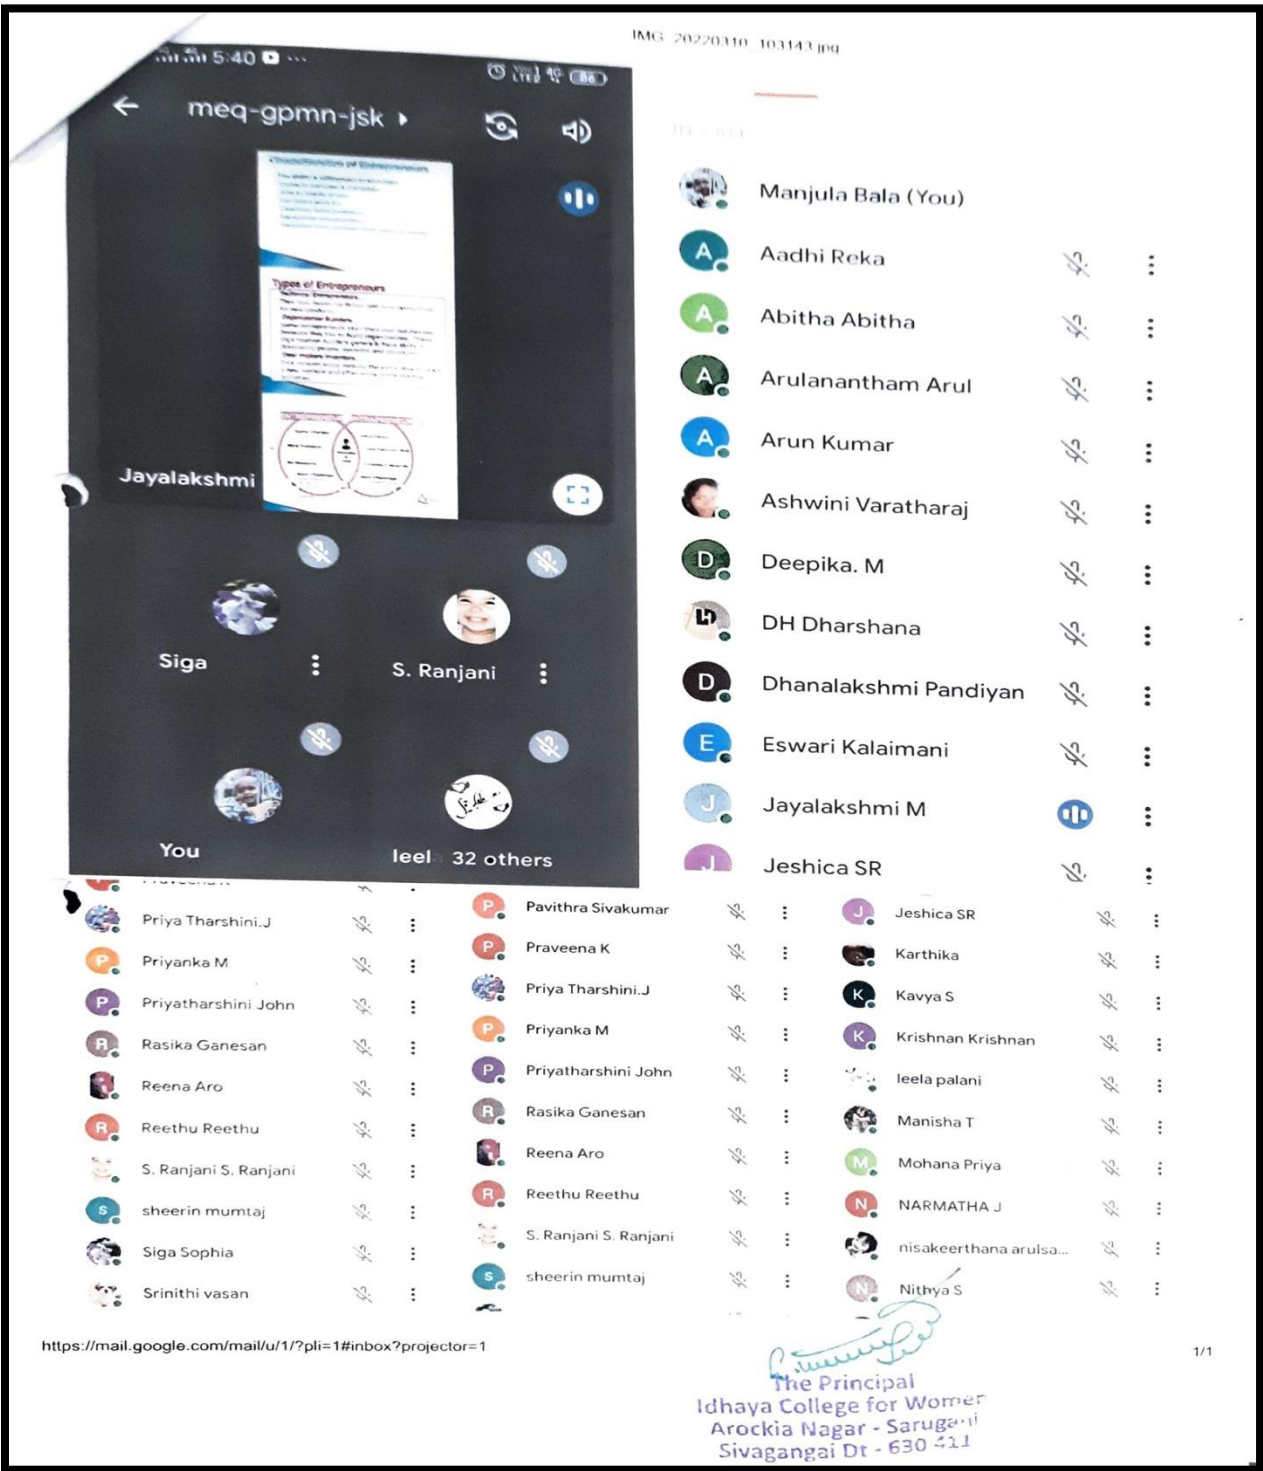 IMG_20220310_103143.jpg
5:40
meq-gpmn-jsk
Types of Entrepreneurs
Jayalakshmi
Siga
S. Ranjani
You
leel 32 others
Manjula Bala (You)
A Aadhi Reka
A Abitha Abitha
A Arulanantham Arul
A Arun Kumar
Ashwini Varatharaj
D Deepika. M
DH Dharshana
D Dhanalakshmi Pandiyan
E Eswari Kalaimani
J Jayalakshmi M
J Jeshica SR
Priya Tharshini.J
P Priyanka M
P Priyatharshini John
R Rasika Ganesan
Reena Aro
R Reethu Reethu
S. Ranjani S. Ranjani
S sheerin mumtaj
Siga Sophia
Srinithi vasan
P Pavithra Sivakumar
P Praveena K
Priya Tharshini.J
P Priyanka M
P Priyatharshini John
R Rasika Ganesan
Reena Aro
R Reethu Reethu
S. Ranjani S. Ranjani
S sheerin mumtaj
J Jeshica SR
Karthika
K Kavya S
K Krishnan Krishnan
leela palani
Manisha T
M Mohana Priya
N NARMATHA J
nisakeerthana arulsa...
N Nithya S
https://mail.google.com/mail/u/1/?pli=1#inbox?projector=1
1/1
The Principal
Idhaya College for Women
Arockia Nagar - Sarugani
Sivagangai Dt - 630 411